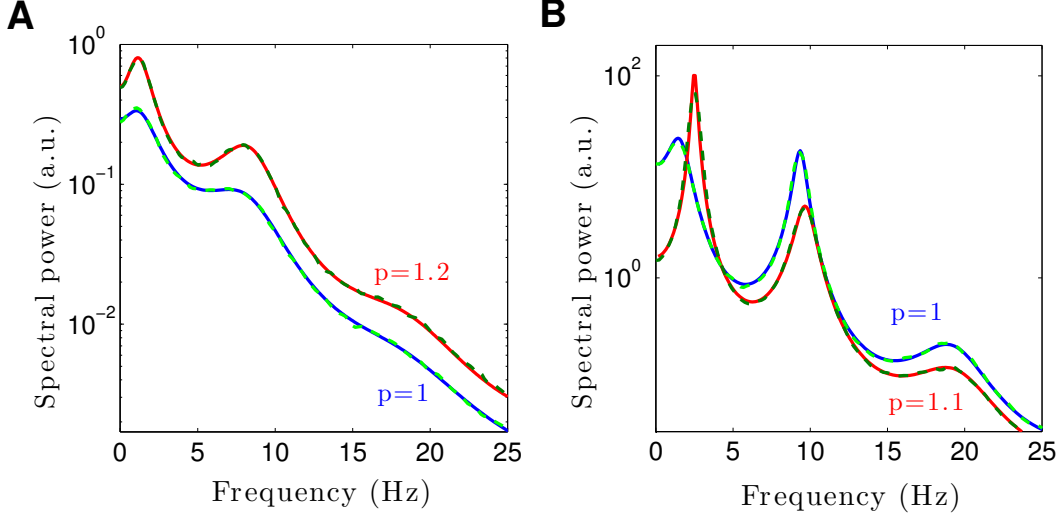 A
10^0
10^-1
10^-2
Spectral power (a.u.)
p=1.2
p=1
0 5 10 15 20 25
Frequency (Hz)
B
10^2
10^0
Spectral power (a.u.)
p=1
p=1.1
0 5 10 15 20 25
Frequency (Hz)